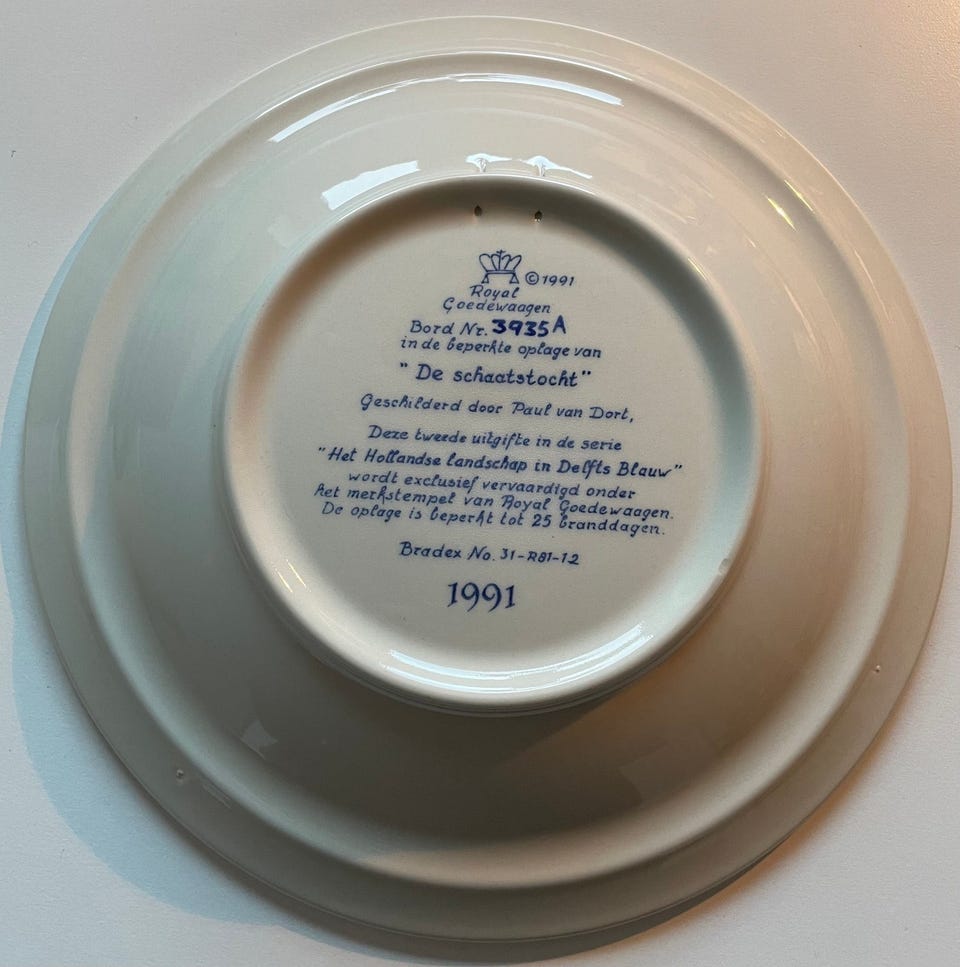 ©1991
Royal
Goedewaagen
Bord Nr. 3935A
in de beperkte oplage van
"De schaatstocht"
Geschilderd door Paul van Dort,
Deze tweede uitgifte in de serie
"Het Hollandse landschap in Delfts Blauw"
wordt exclusief vervaardigd onder
het merkstempel van Royal Goedewaagen.
De oplage is beperkt tot 25 branddagen.
Bradex No. 31-R81-1.2
1991